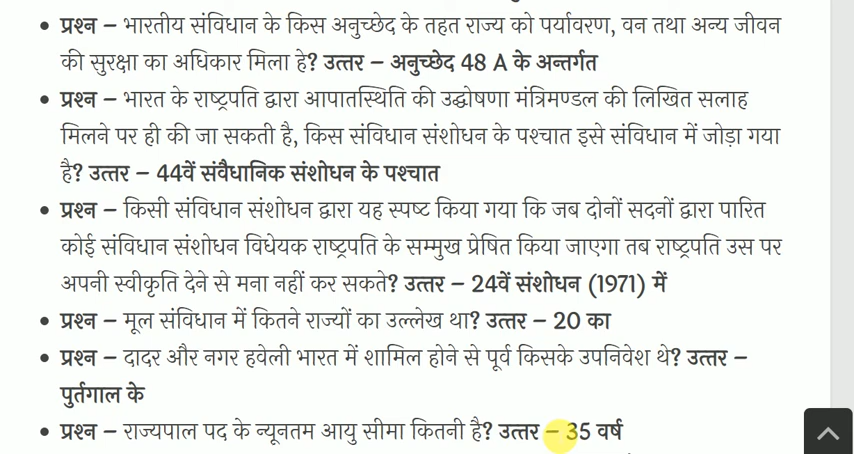 • प्रश्न – भारतीय संविधान के किस अनुच्छेद के तहत राज्य को पर्यावरण, वन तथा अन्य जीवन
की सुरक्षा का अधिकार मिला हे? उत्तर – अनुच्छेद 48 A के अन्तर्गत
• प्रश्न – भारत के राष्ट्रपति द्वारा आपातस्थिति की उद्घोषणा मंत्रिमण्डल की लिखित सलाह
मिलने पर ही की जा सकती है, किस संविधान संशोधन के पश्चात इसे संविधान में जोड़ा गया
है? उत्तर – 44वें संवैधानिक संशोधन के पश्चात
• प्रश्न – किसी संविधान संशोधन द्वारा यह स्पष्ट किया गया कि जब दोनों सदनों द्वारा पारित
कोई संविधान संशोधन विधेयक राष्ट्रपति के सम्मुख प्रेषित किया जाएगा तब राष्ट्रपति उस पर
अपनी स्वीकृति देने से मना नहीं कर सकते? उत्तर – 24वें संशोधन (1971) में
• प्रश्न – मूल संविधान में कितने राज्यों का उल्लेख था? उत्तर – 20 का
• प्रश्न – दादर और नगर हवेली भारत में शामिल होने से पूर्व किसके उपनिवेश थे? उत्तर –
पुर्तगाल के
• प्रश्न – राज्यपाल पद के न्यूनतम आयु सीमा कितनी है? उत्तर – 35 वर्ष